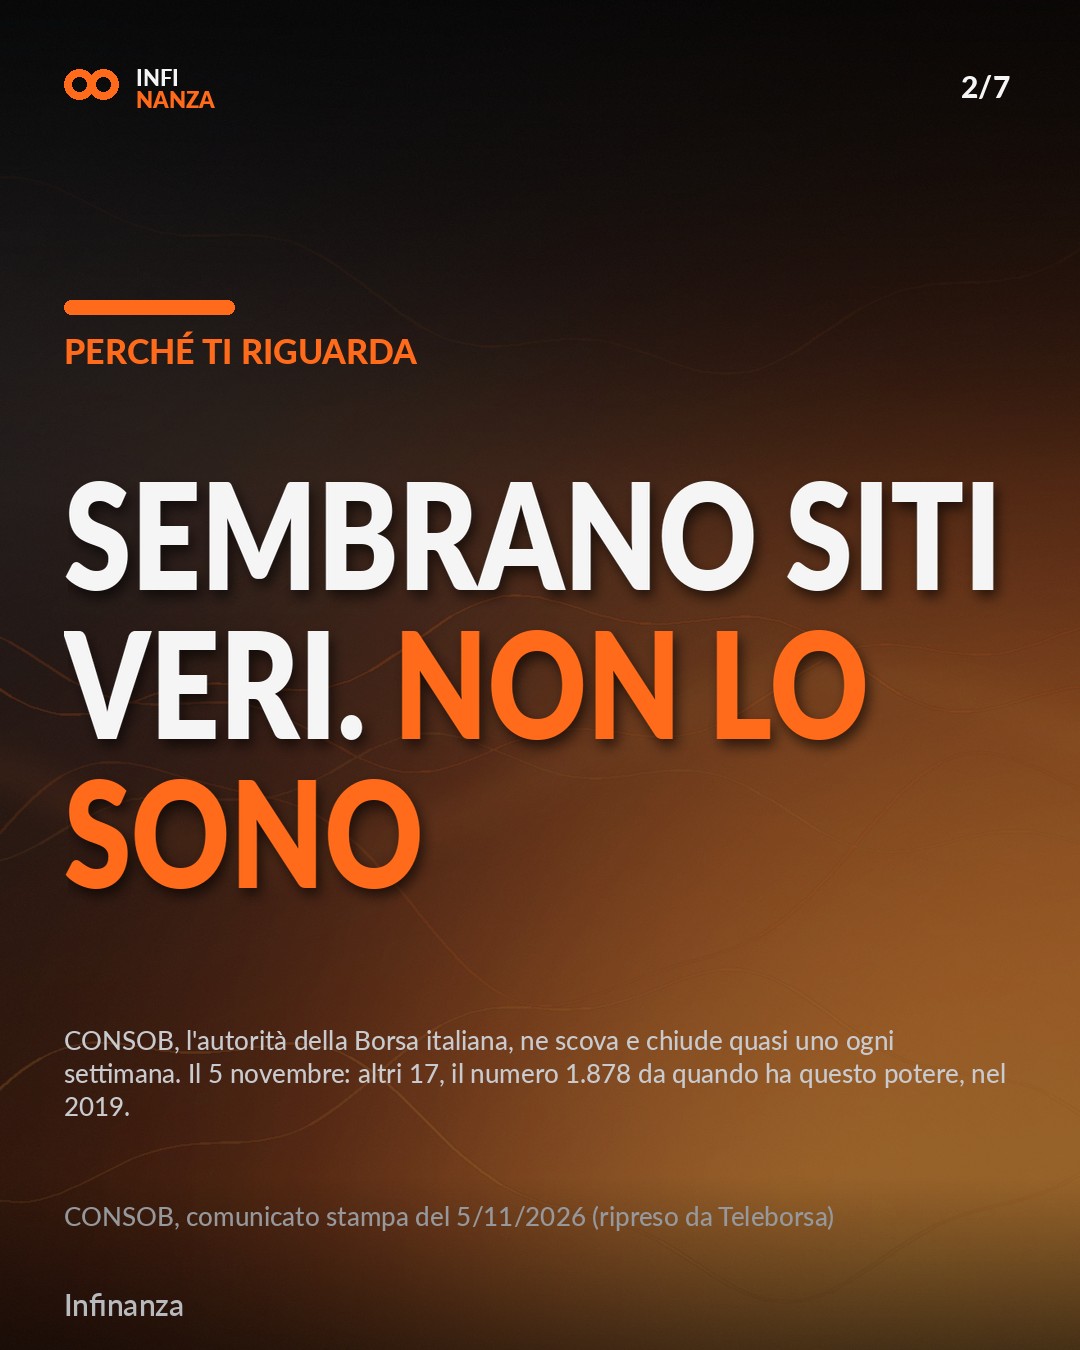 INFI
NANZA
2/7
PERCHÉ TI RIGUARDA
SEMBRANO SITI
VERI. NON LO
SONO
CONSOB, l'autorità della Borsa italiana, ne scova e chiude quasi uno ogni
settimana. Il 5 novembre: altri 17, il numero 1.878 da quando ha questo potere, nel
2019.
CONSOB, comunicato stampa del 5/11/2026 (ripreso da Teleborsa)
Infinanza